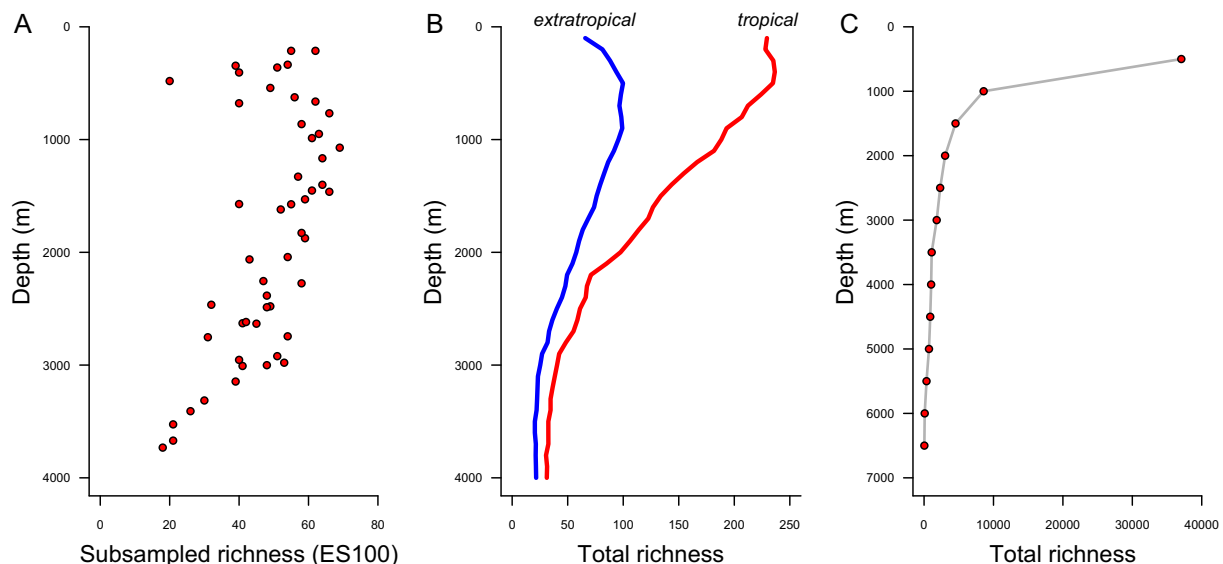 A
0
1000
2000
3000
4000
Depth (m)
0 20 40 60 80
Subsampled richness (ES100)
B
extratropical tropical
0
1000
2000
3000
4000
Depth (m)
0 50 100 150 200 250
Total richness
C
0
1000
2000
3000
4000
5000
6000
7000
Depth (m)
0 10000 20000 30000 40000
Total richness